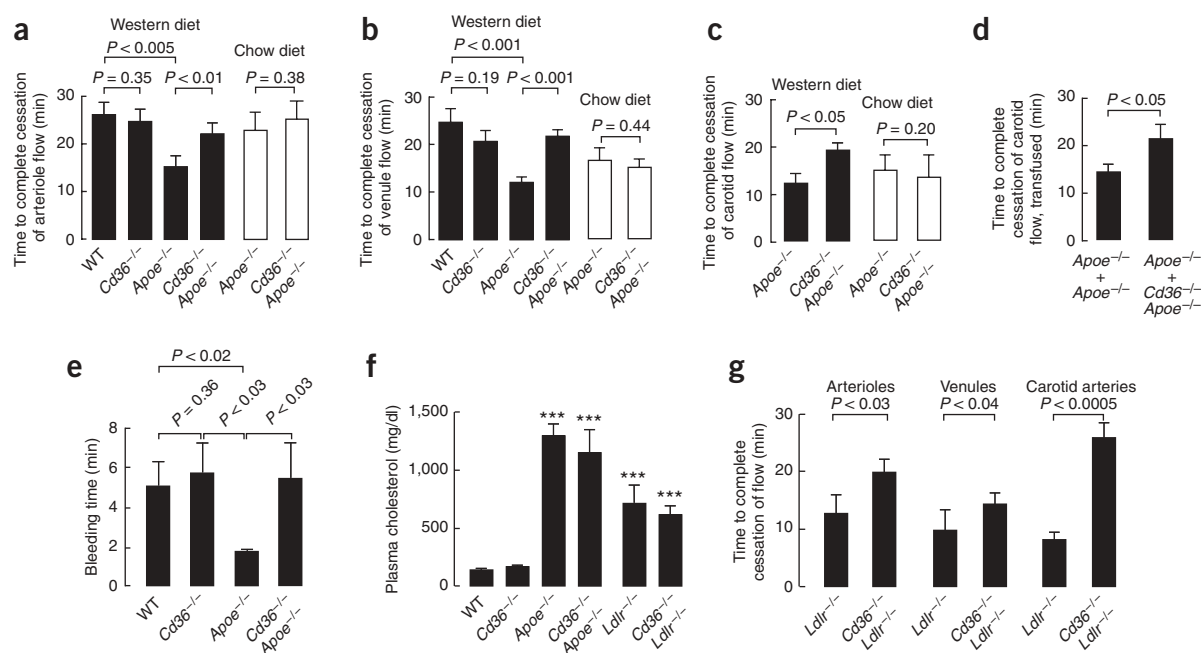 a
Western diet
P < 0.005
Chow diet
P = 0.35
P < 0.01
P = 0.38
Time to complete cessation
of arteriole flow (min)
30
20
10
0
WT
Cd36−/−
Apoe−/−
Cd36−/−
Apoe−/−
Apoe−/−
Cd36−/−
Apoe−/−
b
Western diet
P < 0.001
P = 0.19
P < 0.001
Chow diet
P = 0.44
Time to complete cessation
of venule flow (min)
30
20
10
0
WT
Cd36−/−
Apoe−/−
Cd36−/−
Apoe−/−
Apoe−/−
Cd36−/−
Apoe−/−
c
Western diet
P < 0.05
Chow diet
P = 0.20
Time to complete cessation
of carotid flow (min)
30
20
10
0
Apoe−/−
Cd36−/−
Apoe−/−
Apoe−/−
Cd36−/−
Apoe−/−
d
P < 0.05
Time to complete
cessation of carotid
flow, transfused (min)
30
20
10
0
Apoe−/−
+
Apoe−/−
Apoe−/−
+
Cd36−/−
Apoe−/−
e
P < 0.02
P = 0.36
P < 0.03
P < 0.03
Bleeding time (min)
8
6
4
2
0
WT
Cd36−/−
Apoe−/−
Cd36−/−
Apoe−/−
f
Plasma cholesterol (mg/dl)
1,500
1,000
500
0
***
***
***
***
WT
Cd36−/−
Apoe−/−
Cd36−/−
Apoe−/−
Ldlr−/−
Cd36−/−
Ldlr−/−
g
Arterioles
P < 0.03
Venules
P < 0.04
Carotid arteries
P < 0.0005
Time to complete
cessation of flow (min)
30
20
10
0
Ldlr−/−
Cd36−/−
Ldlr−/−
Ldlr−/−
Cd36−/−
Ldlr−/−
Ldlr−/−
Cd36−/−
Ldlr−/−